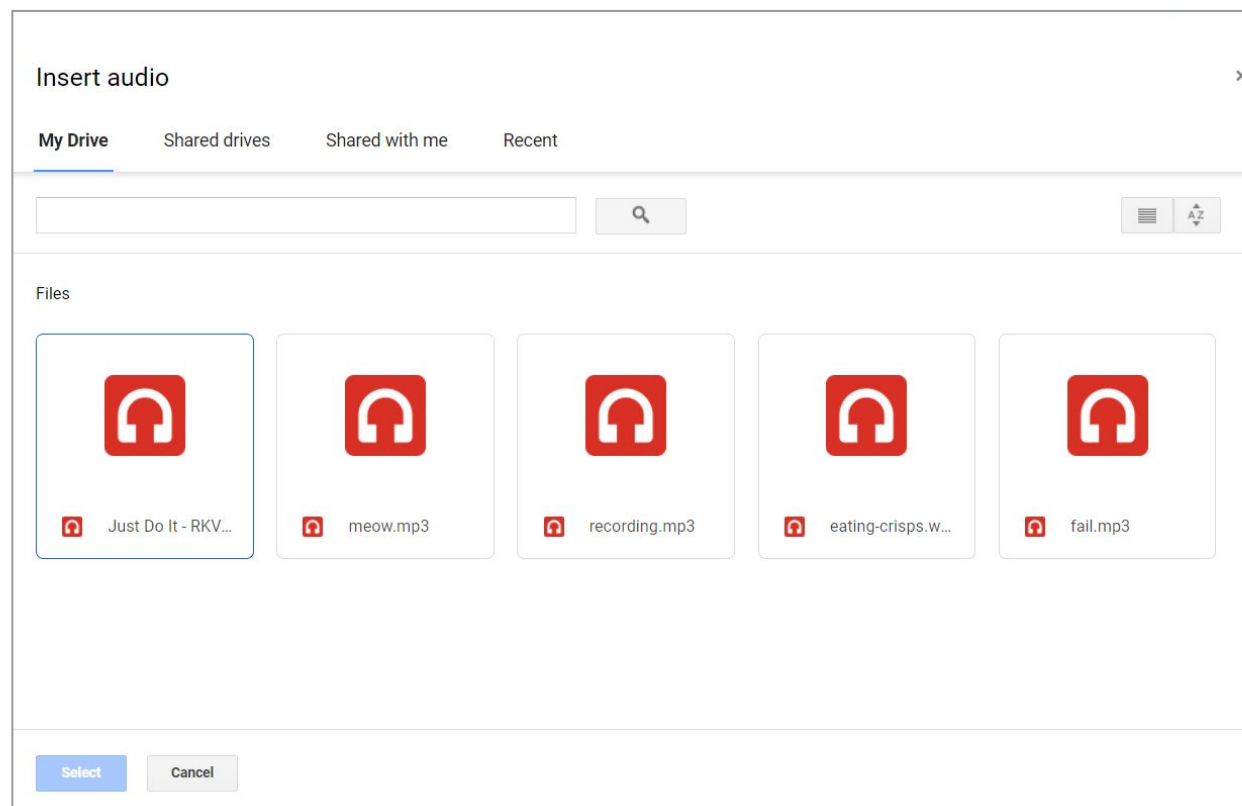 Insert audio
My Drive Shared drives Shared with me Recent
AZ
Files
Just Do It - RKV... meow.mp3 recording.mp3 eating-crisps.w... fail.mp3
Select Cancel